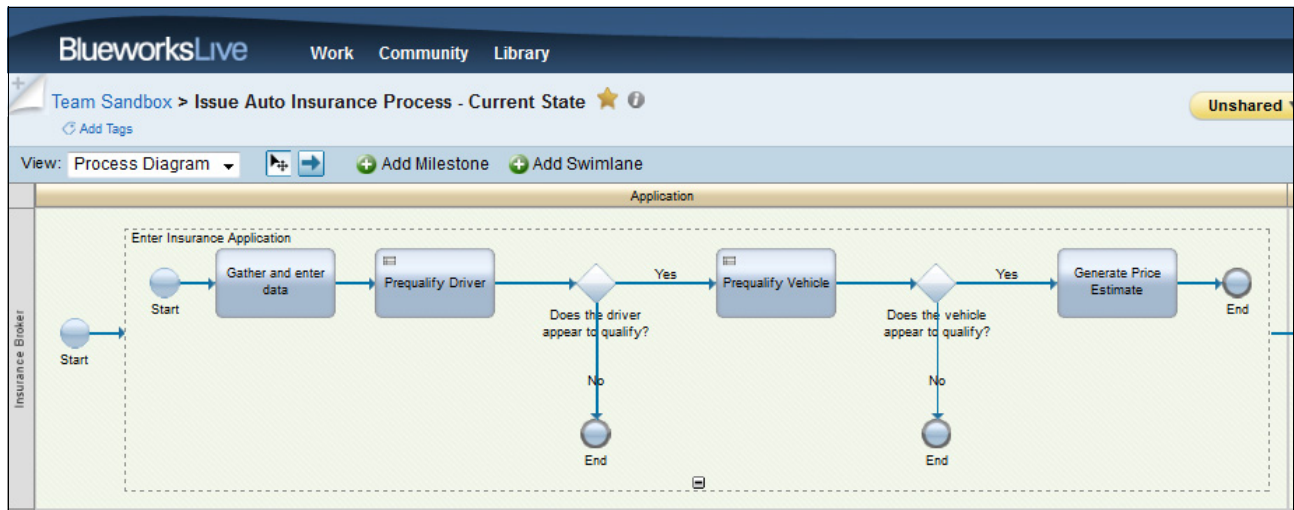 BlueworksLive Work Community Library
Team Sandbox > Issue Auto Insurance Process - Current State
Unshared
Add Tags
View: Process Diagram Add Milestone Add Swimlane
Application
Insurance Broker
Enter Insurance Application
Start
Start
Gather and enter
data
Prequalify Driver
Does the driver
appear to qualify?
Yes
No
End
Prequalify Vehicle
Does the vehicle
appear to qualify?
Yes
No
End
Generate Price
Estimate
End